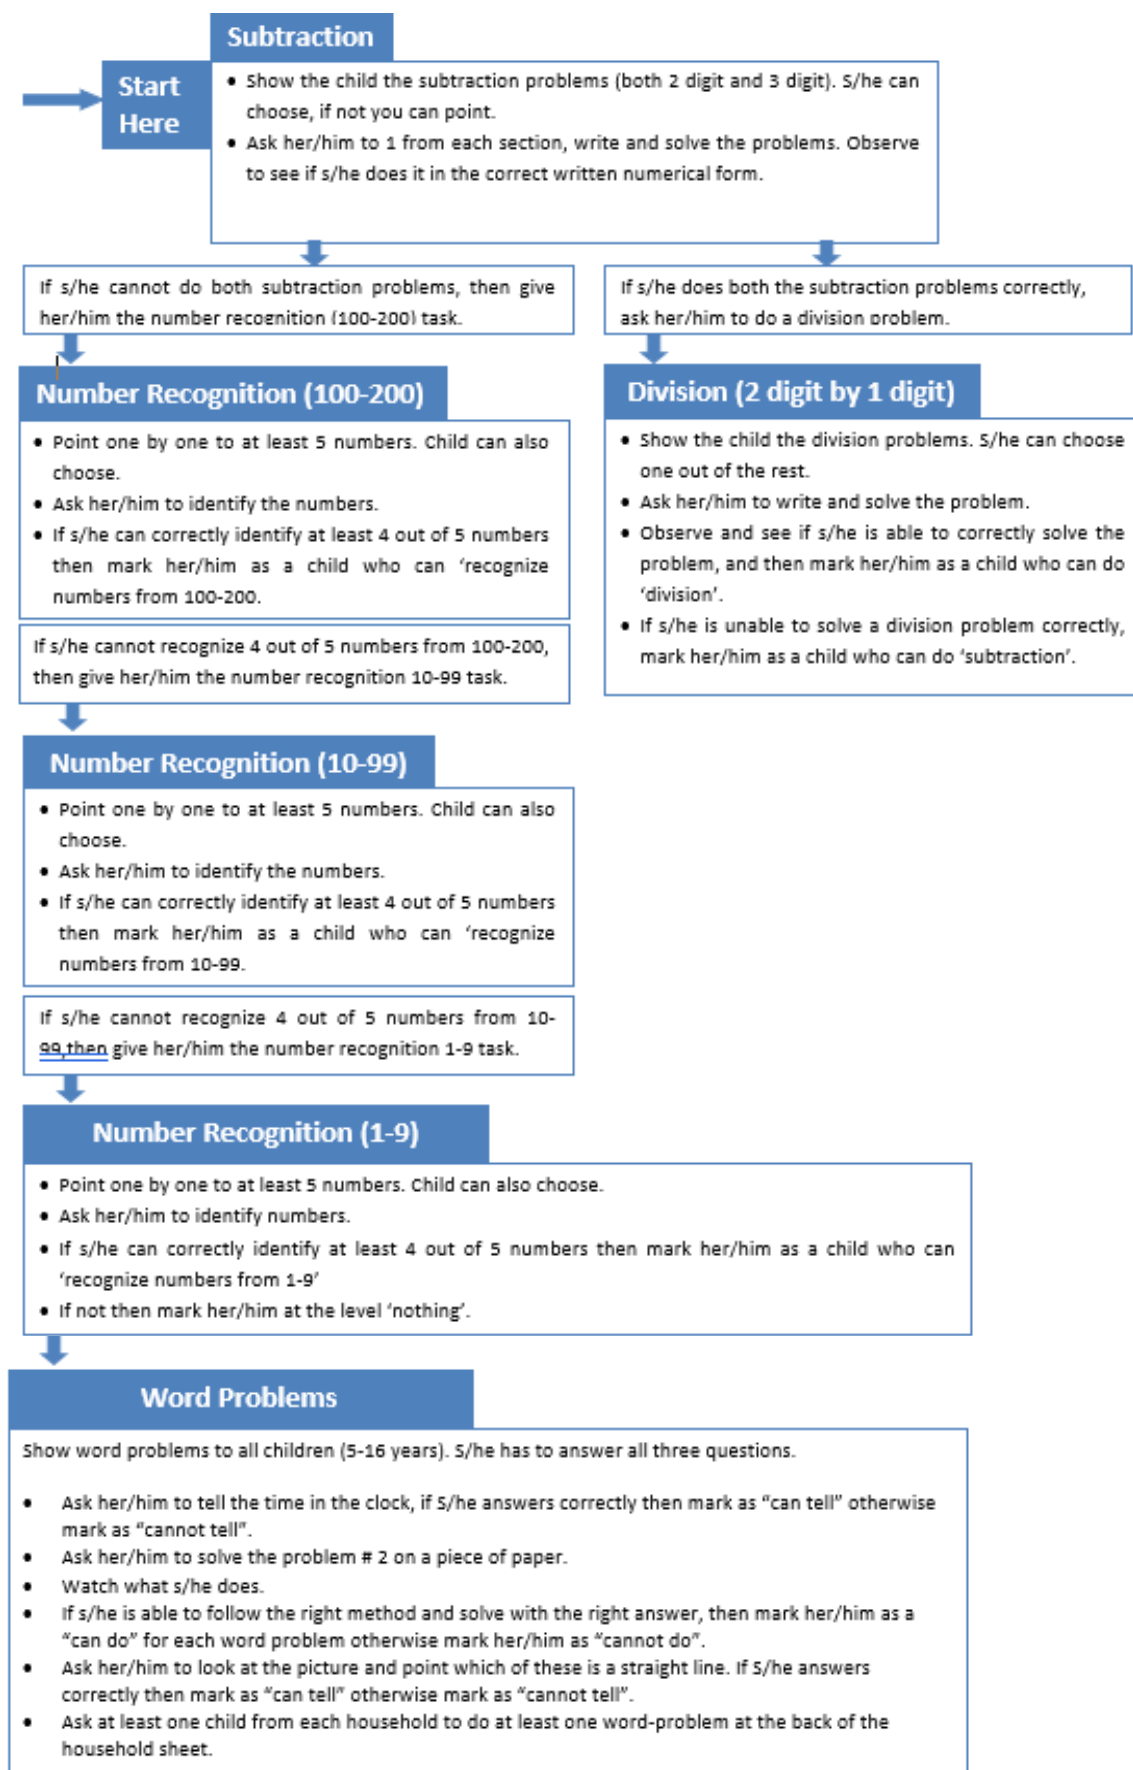 Subtraction
Start
Here
• Show the child the subtraction problems (both 2 digit and 3 digit). S/he can
choose, if not you can point.
• Ask her/him to 1 from each section, write and solve the problems. Observe
to see if s/he does it in the correct written numerical form.
If s/he cannot do both subtraction problems, then give
her/him the number recognition (100-200) task.
If s/he does both the subtraction problems correctly,
ask her/him to do a division problem.
Number Recognition (100-200)
• Point one by one to at least 5 numbers. Child can also
choose.
• Ask her/him to identify the numbers.
• If s/he can correctly identify at least 4 out of 5 numbers
then mark her/him as a child who can ‘recognize
numbers from 100-200.
If s/he cannot recognize 4 out of 5 numbers from 100-200,
then give her/him the number recognition 10-99 task.
Division (2 digit by 1 digit)
• Show the child the division problems. S/he can choose
one out of the rest.
• Ask her/him to write and solve the problem.
• Observe and see if s/he is able to correctly solve the
problem, and then mark her/him as a child who can do
‘division’.
• If s/he is unable to solve a division problem correctly,
mark her/him as a child who can do ‘subtraction’.
Number Recognition (10-99)
• Point one by one to at least 5 numbers. Child can also
choose.
• Ask her/him to identify the numbers.
• If s/he can correctly identify at least 4 out of 5 numbers
then mark her/him as a child who can ‘recognize
numbers from 10-99.
If s/he cannot recognize 4 out of 5 numbers from 10-
99,then give her/him the number recognition 1-9 task.
Number Recognition (1-9)
• Point one by one to at least 5 numbers. Child can also choose.
• Ask her/him to identify numbers.
• If s/he can correctly identify at least 4 out of 5 numbers then mark her/him as a child who can
‘recognize numbers from 1-9’
• If not then mark her/him at the level ‘nothing’.
Word Problems
Show word problems to all children (5-16 years). S/he has to answer all three questions.
• Ask her/him to tell the time in the clock, if S/he answers correctly then mark as “can tell” otherwise
mark as “cannot tell”.
• Ask her/him to solve the problem # 2 on a piece of paper.
• Watch what s/he does.
• If s/he is able to follow the right method and solve with the right answer, then mark her/him as a
“can do” for each word problem otherwise mark her/him as “cannot do”.
• Ask her/him to look at the picture and point which of these is a straight line. If S/he answers
correctly then mark as “can tell” otherwise mark as “cannot tell”.
• Ask at least one child from each household to do at least one word-problem at the back of the
household sheet.